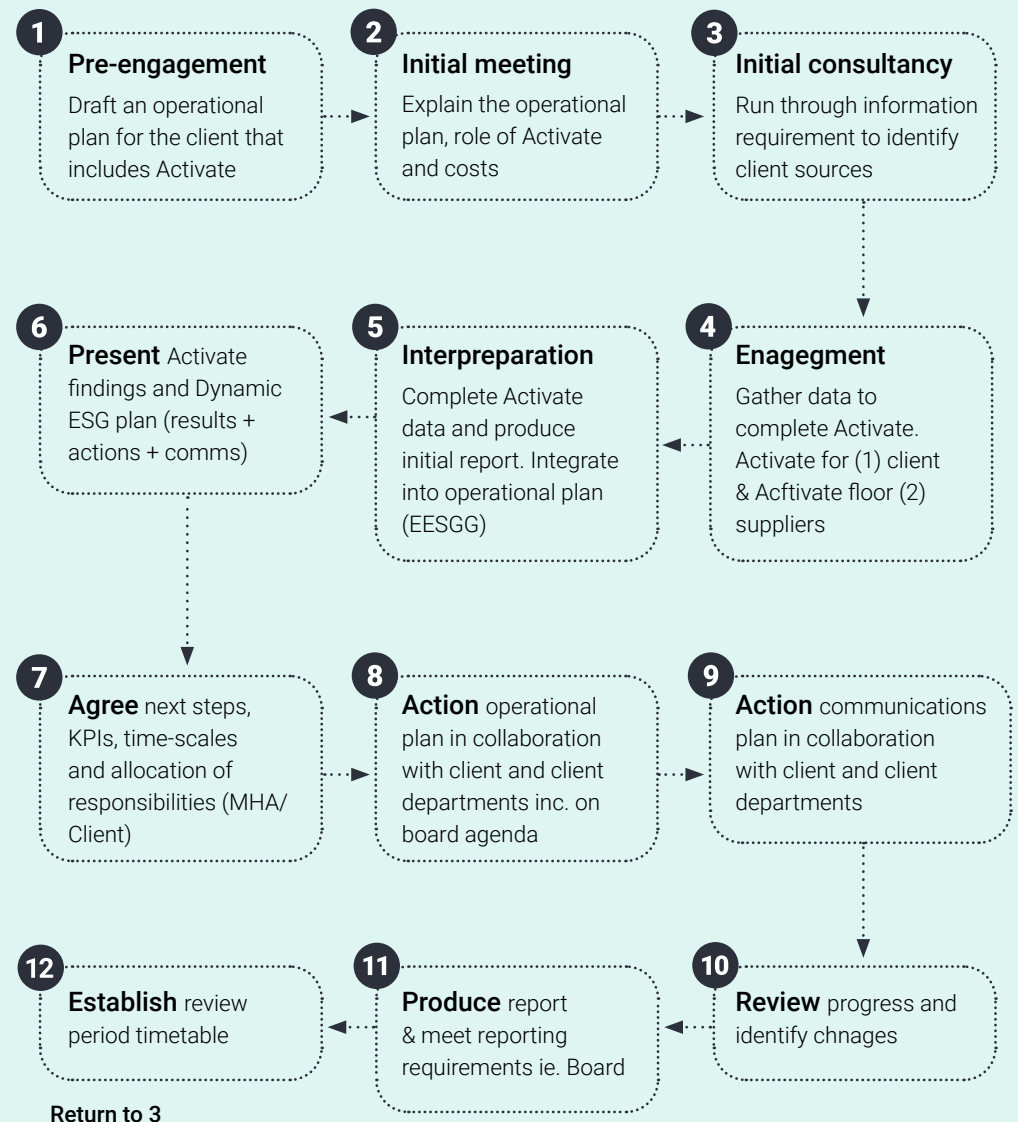 1
Pre-engagement
Draft an operational
plan for the client that
includes Activate
2
Initial meeting
Explain the operational
plan, role of Activate
and costs
3
Initial consultancy
Run through information
requirement to identify
client sources
4
Enagegment
Gather data to
complete Activate.
Activate for (1) client
& Acftivate floor (2)
suppliers
5
Interpreparation
Complete Activate
data and produce
initial report. Integrate
into operational plan
(EESGG)
6
Present Activate
findings and Dynamic
ESG plan (results +
actions + comms)
7
Agree next steps,
KPIs, time-scales
and allocation of
responsibilities (MHA/
Client)
8
Action operational
plan in collaboration
with client and client
departments inc. on
board agenda
9
Action communications
plan in collaboration
with client and client
departments
10
Review progress and
identify chnages
11
Produce report
& meet reporting
requirements ie. Board
12
Establish review
period timetable
Return to 3